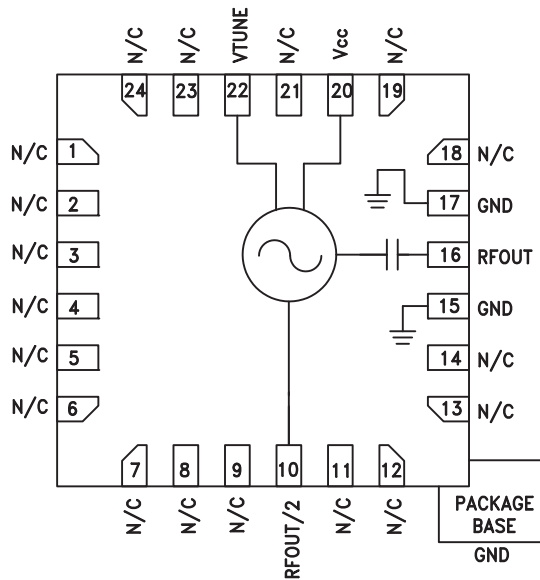 N/C N/C VTUNE N/C Vcc N/C
24 23 22 21 20 19
N/C 1
N/C 2
N/C 3
N/C 4
N/C 5
N/C 6
18 N/C
17 GND
16 RFOUT
15 GND
14 N/C
13 N/C
7 8 9 10 11 12
N/C N/C N/C RFOUT/2 N/C N/C
PACKAGE
BASE
GND